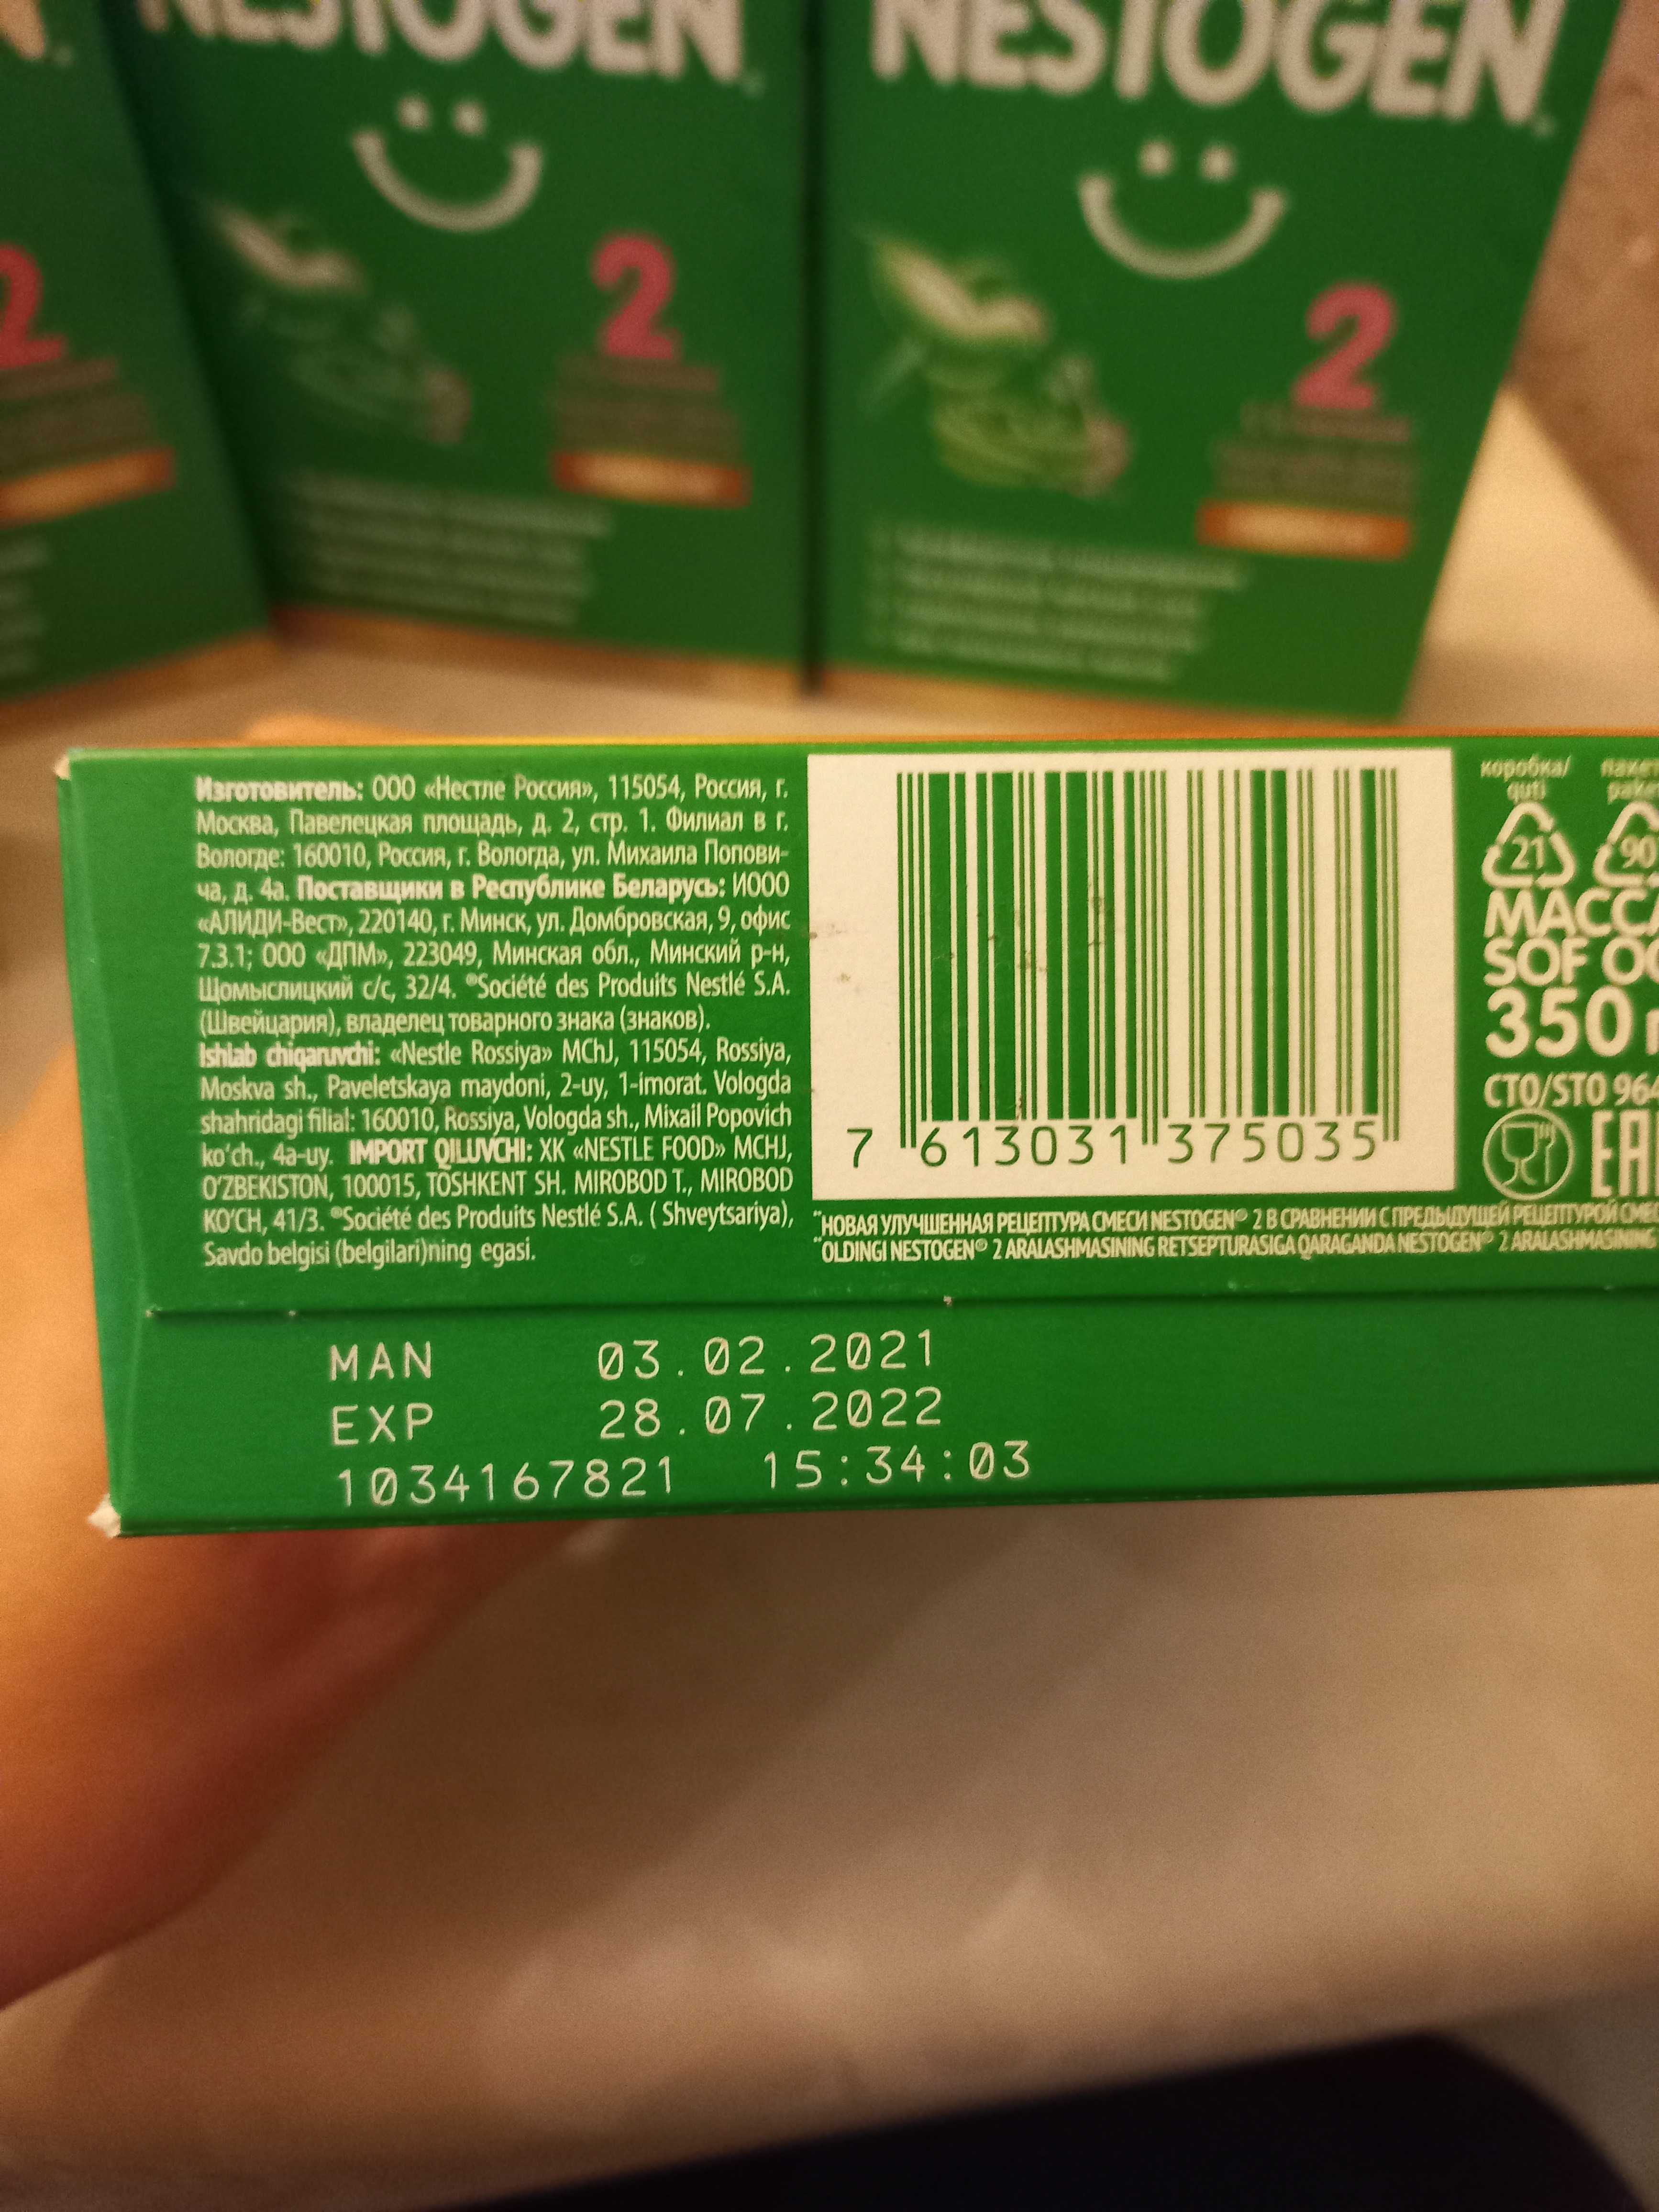 NESTOGEN
NESTOGEN
2
2
2
Изготовитель: ООО «Нестле Россия», 115054, Россия, г.
Москва, Павелецкая площадь, д. 2, стр. 1. Филиал в г.
Вологде: 160010, Россия, г. Вологда, ул. Михаила Попови-
ча, д. 4а. Поставщики в Республике Беларусь: ИООО
«АЛИДИ-Вест», 220140, г. Минск, ул. Домбровская, 9, офис
7.3.1; ООО «ДПМ», 223049, Минская обл., Минский р-н,
Щомыслицкий с/с, 32/4. ®Société des Produits Nestlé S.A.
(Швейцария), владелец товарного знака (знаков).
Ishlab chiqaruvchi: «Nestle Rossiya» MChJ, 115054, Rossiya,
Moskva sh., Paveletskaya maydoni, 2-uy, 1-imorat. Vologda
shahridagi filial: 160010, Rossiya, Vologda sh., Mixail Popovich
ko'ch., 4a-uy. IMPORT QILUVCHI: XK «NESTLE FOOD» MCHJ,
O'ZBEKISTON, 100015, TOSHKENT SH. MIROBOD T., MIROBOD
KO'CH, 41/3. ®Société des Produits Nestlé S.A. ( Shveytsariya),
Savdo belgisi (belgilari)ning egasi.
7 613031 375035
коробка/
quti
21
90
МАССА
SOF
350
СТО/STO 964
EAC
¨НОВАЯ УЛУЧШЕННАЯ РЕЦЕПТУРА СМЕСИ NESTOGEN® 2 В СРАВНЕНИИ С ПРЕДЫДУЩЕЙ РЕЦЕПТУРОЙ
¨OLDINGI NESTOGEN® 2 ARALASHMASINING RETSEPTURASIGA QARAGANDA NESTOGEN® 2 ARALASHMASINING
MAN 03.02.2021
EXP 28.07.2022
1034167821 15:34:03